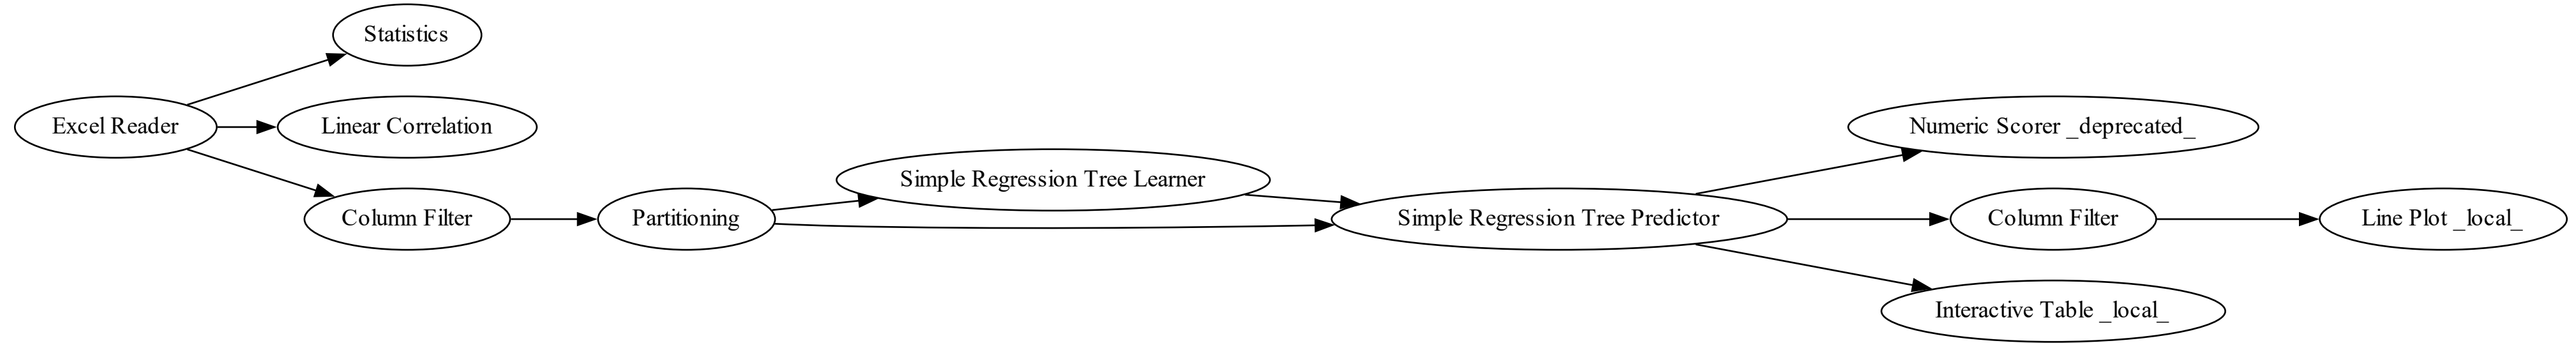 Statistics
Excel Reader
Linear Correlation
Column Filter
Partitioning
Simple Regression Tree Learner
Simple Regression Tree Predictor
Numeric Scorer _deprecated_
Column Filter
Line Plot _local_
Interactive Table _local_